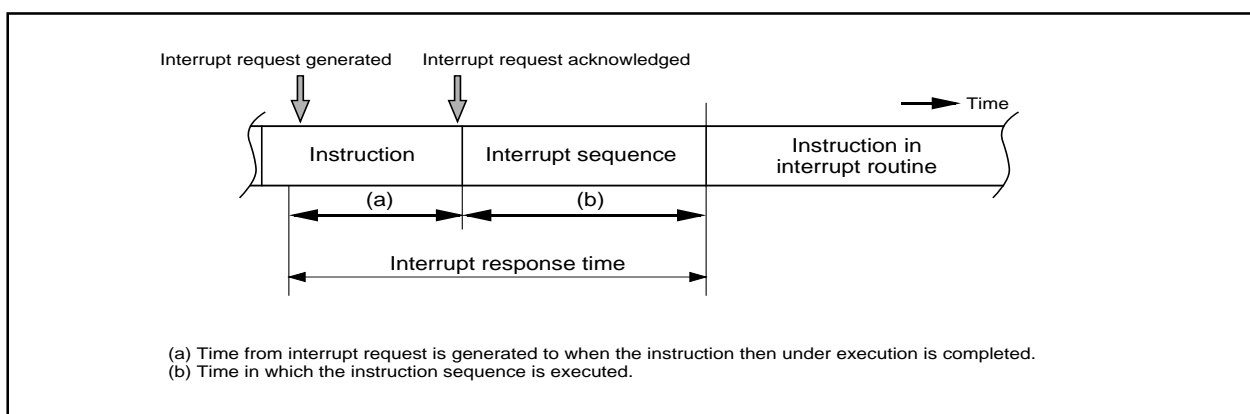 Interrupt request generated
Interrupt request acknowledged
Time
Instruction
Interrupt sequence
Instruction in
interrupt routine
(a)
(b)
Interrupt response time
(a) Time from interrupt request is generated to when the instruction then under execution is completed.
(b) Time in which the instruction sequence is executed.